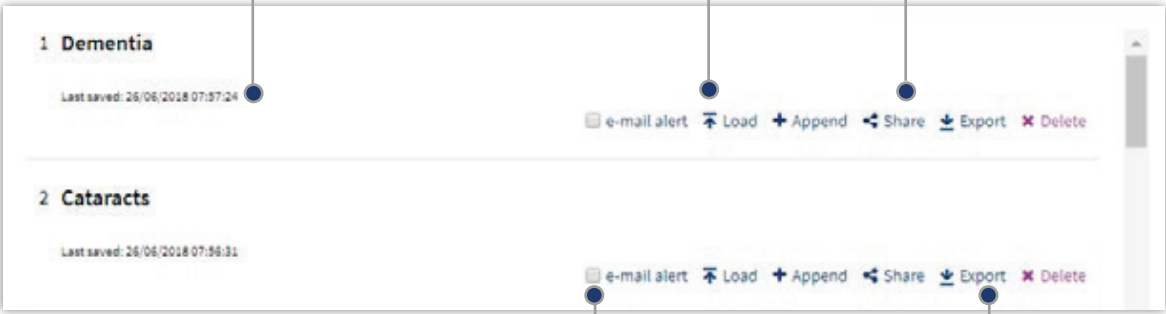 1 Dementia
Last saved: 26/06/2018 07:57:24
e-mail alert Load Append Share Export Delete
2 Cataracts
Last saved: 26/06/2018 07:56:31
e-mail alert Load Append Share Export Delete